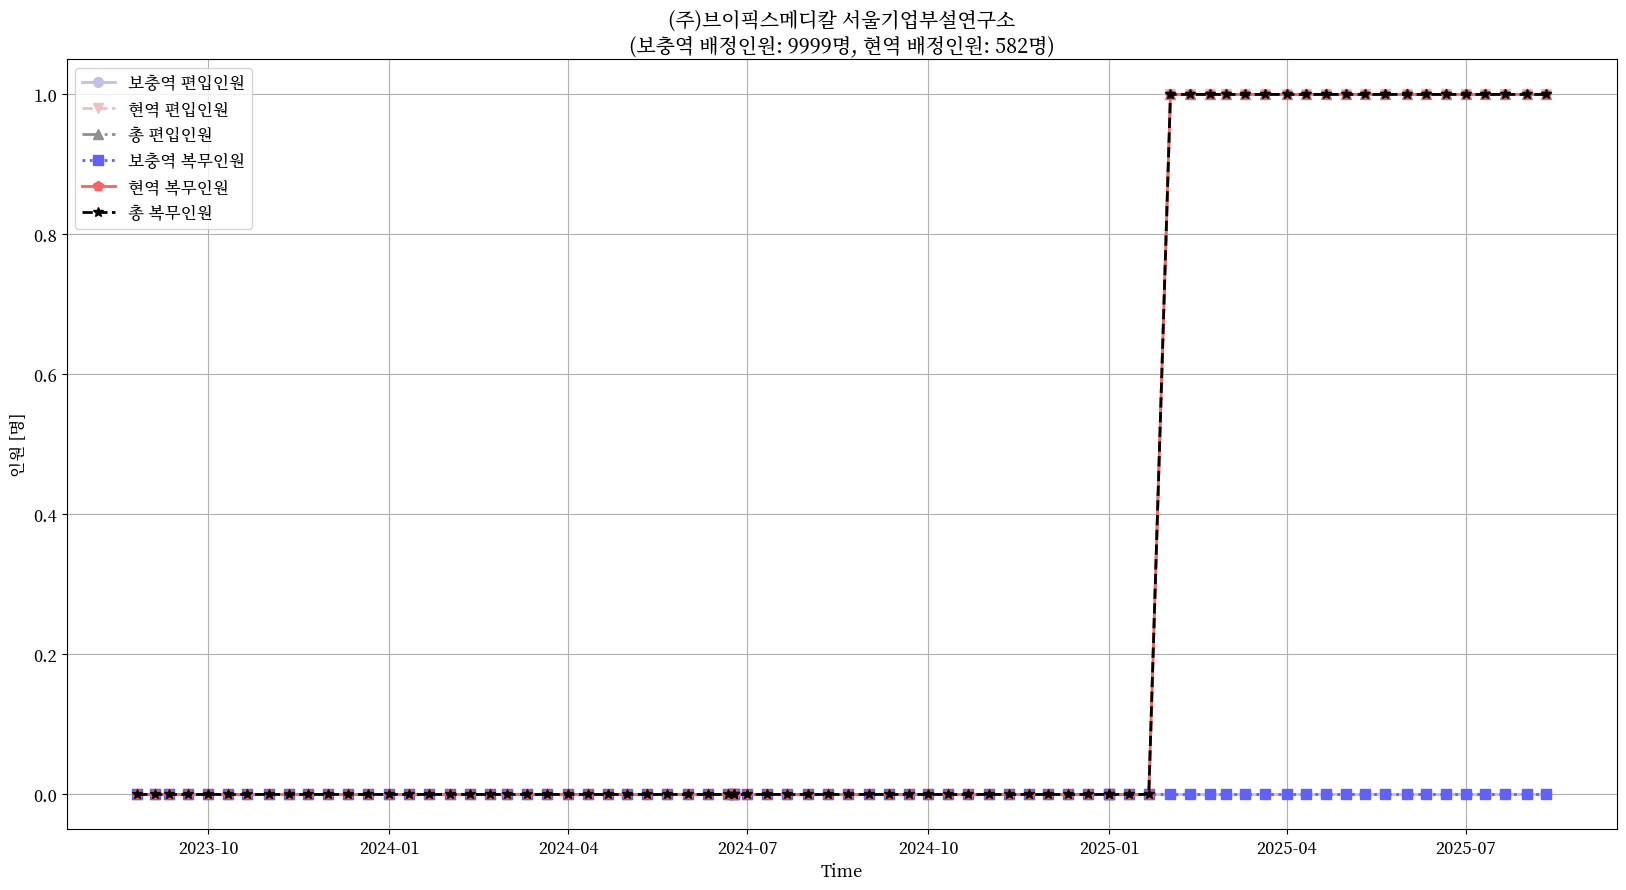 (주)브이픽스메디칼 서울기업부설연구소
(보충역 배정인원: 9999명, 현역 배정인원: 582명)
보충역 편입인원
현역 편입인원
총 편입인원
보충역 복무인원
현역 복무인원
총 복무인원
인원 [명]
1.0
0.8
0.6
0.4
0.2
0.0
2023-10
2024-01
2024-04
2024-07
2024-10
2025-01
2025-04
2025-07
Time